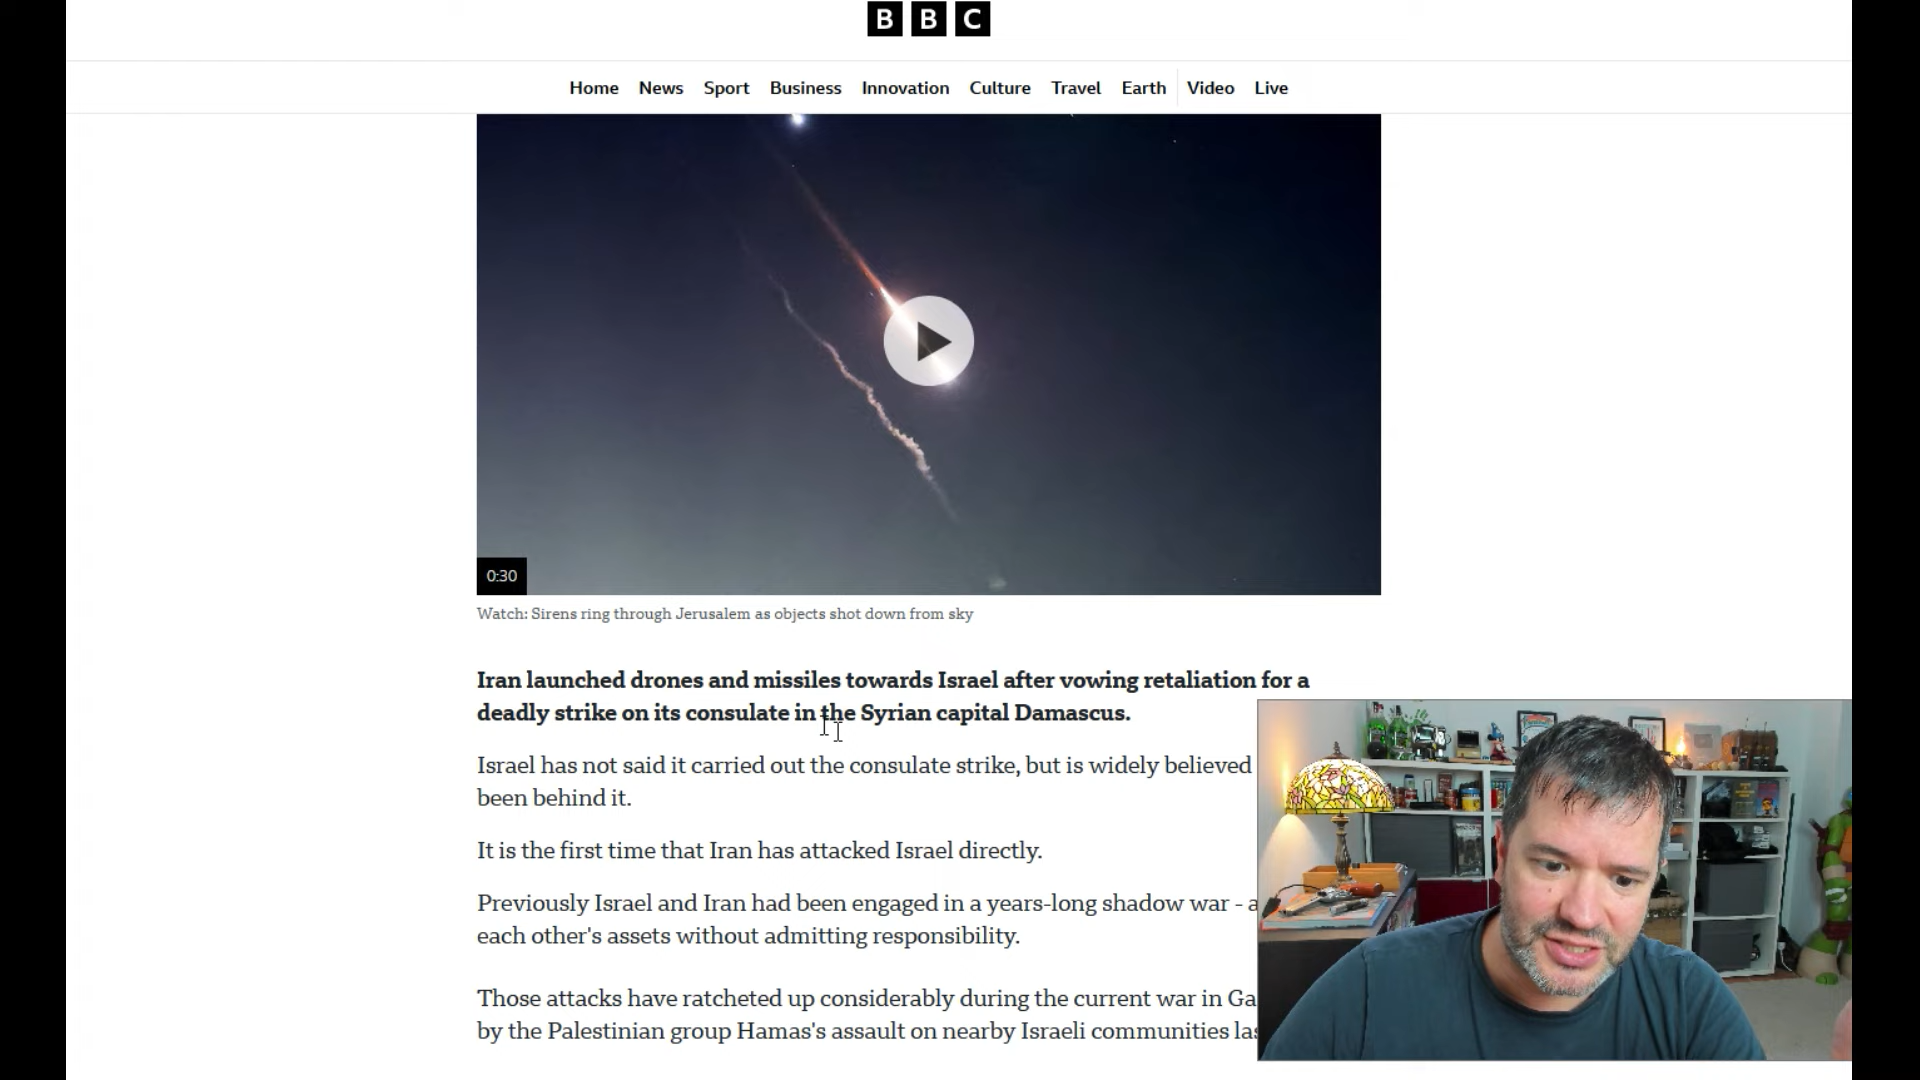 BBC
Home News Sport Business Innovation Culture Travel Earth Video Live
0:30
Watch: Sirens ring through Jerusalem as objects shot down from sky
Iran launched drones and missiles towards Israel after vowing retaliation for a
deadly strike on its consulate in the Syrian capital Damascus.
Israel has not said it carried out the consulate strike, but is widely believed
been behind it.
It is the first time that Iran has attacked Israel directly.
Previously Israel and Iran had been engaged in a years-long shadow war - a
each other's assets without admitting responsibility.
Those attacks have ratcheted up considerably during the current war in Ga
by the Palestinian group Hamas's assault on nearby Israeli communities las